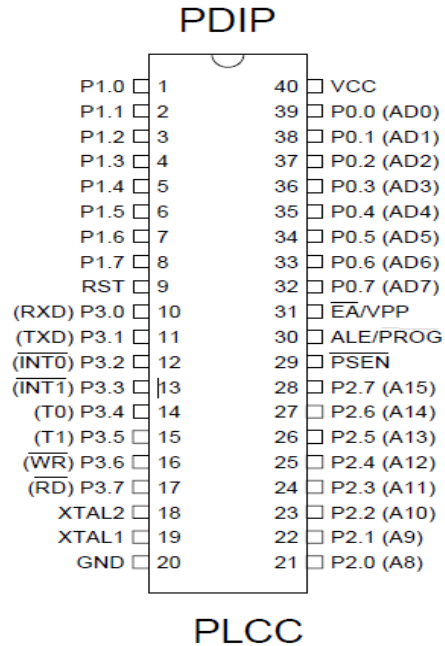 PDIP
P1.0 1 40 VCC
P1.1 2 39 P0.0 (AD0)
P1.2 3 38 P0.1 (AD1)
P1.3 4 37 P0.2 (AD2)
P1.4 5 36 P0.3 (AD3)
P1.5 6 35 P0.4 (AD4)
P1.6 7 34 P0.5 (AD5)
P1.7 8 33 P0.6 (AD6)
RST 9 32 P0.7 (AD7)
(RXD) P3.0 10 31 E̅A̅/VPP
(TXD) P3.1 11 30 ALE/P̅R̅O̅G̅
(I̅N̅T̅0̅) P3.2 12 29 P̅S̅E̅N̅
(I̅N̅T̅1̅) P3.3 13 28 P2.7 (A15)
(T0) P3.4 14 27 P2.6 (A14)
(T1) P3.5 15 26 P2.5 (A13)
(W̅R̅) P3.6 16 25 P2.4 (A12)
(R̅D̅) P3.7 17 24 P2.3 (A11)
XTAL2 18 23 P2.2 (A10)
XTAL1 19 22 P2.1 (A9)
GND 20 21 P2.0 (A8)
PLCC